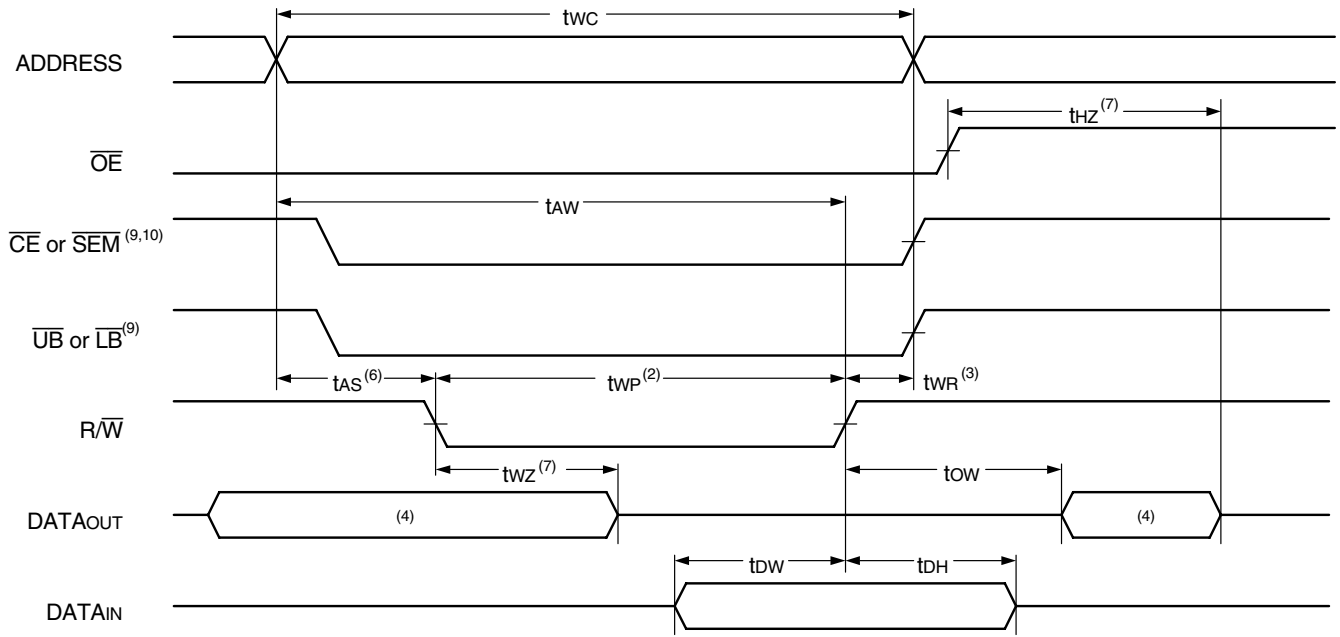 tWC
ADDRESS
tHZ(7)
OE
tAW
CE or SEM (9,10)
UB or LB(9)
tAS(6)
tWP(2)
tWR(3)
R/W
tWZ(7)
tOW
DATAOUT
(4)
(4)
tDW
tDH
DATAIN